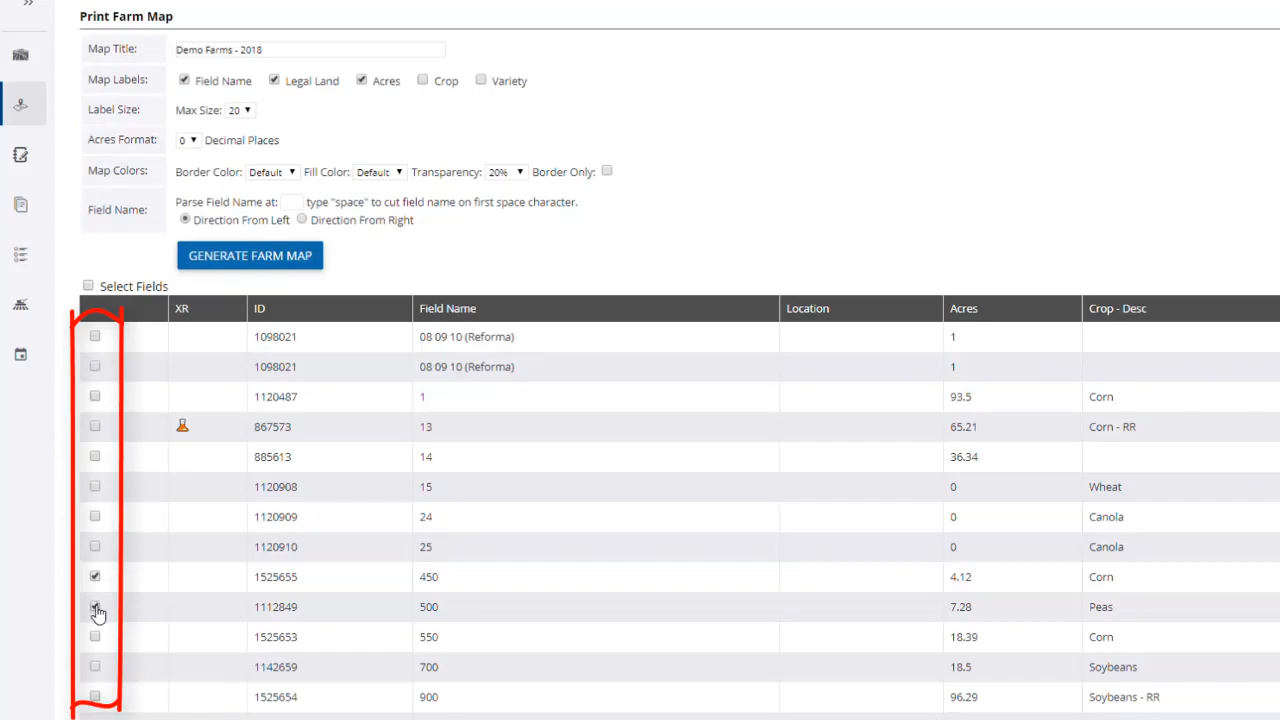 Print Farm Map
Map Title: Demo Farms - 2018
Map Labels: Field Name Legal Land Acres Crop Variety
Label Size: Max Size: 20
Acres Format: 0 Decimal Places
Map Colors: Border Color: Default Fill Color: Default Transparency: 20% Border Only:
Field Name: Parse Field Name at: type "space" to cut field name on first space character.
Direction From Left Direction From Right
GENERATE FARM MAP
Select Fields
XR ID Field Name Location Acres Crop - Desc
1098021 08 09 10 (Reforma) 1
1098021 08 09 10 (Reforma) 1
1120487 1 93.5 Corn
867573 13 65.21 Corn - RR
885613 14 36.34
1120908 15 0 Wheat
1120909 24 0 Canola
1120910 25 0 Canola
1525655 450 4.12 Corn
1112849 500 7.28 Peas
1525653 550 18.39 Corn
1142659 700 18.5 Soybeans
1525654 900 96.29 Soybeans - RR